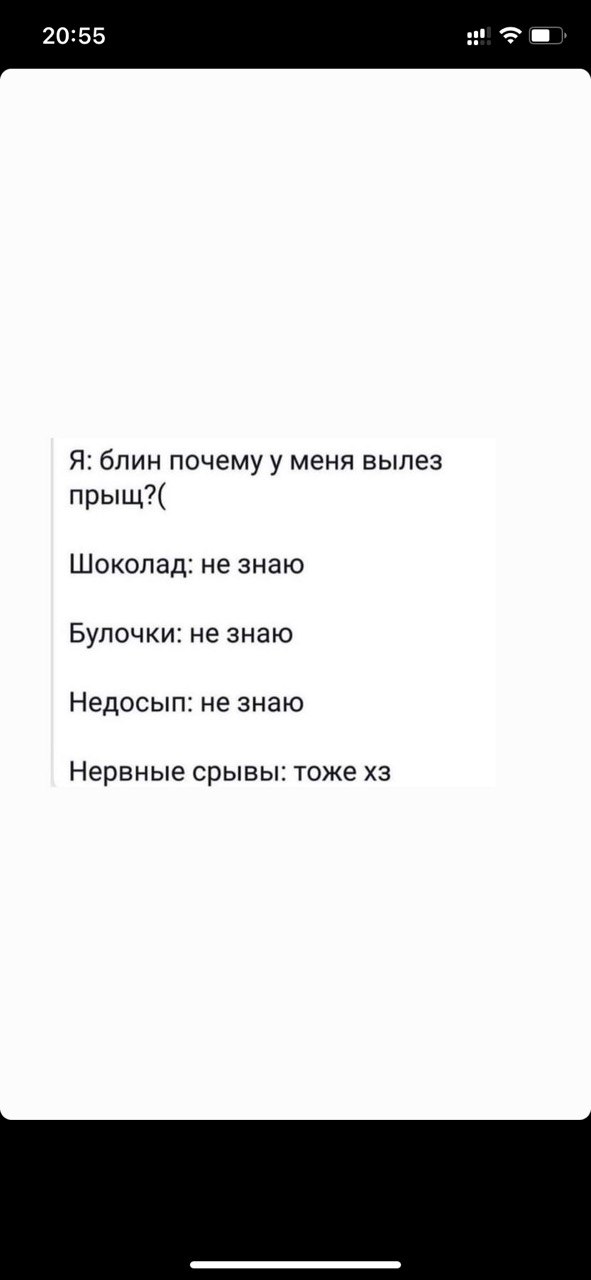 20:55
Я: блин почему у меня вылез
прыщ?(
Шоколад: не знаю
Булочки: не знаю
Недосып: не знаю
Нервные срывы: тоже хз